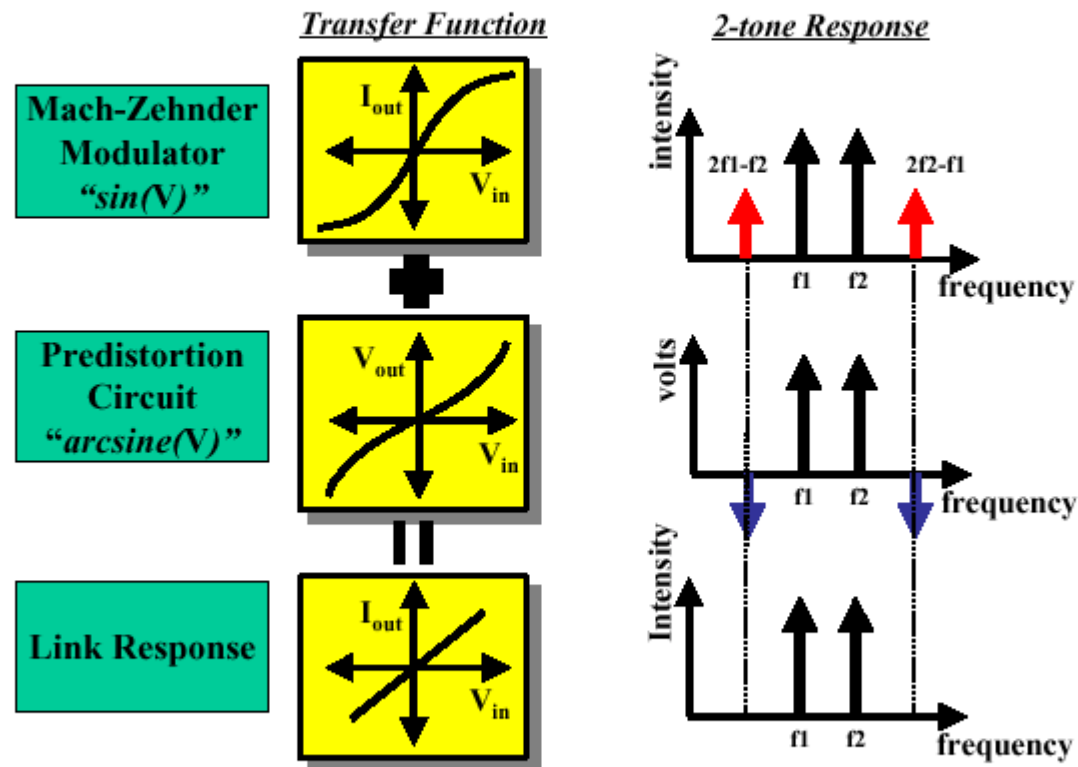 Transfer Function
2-tone Response
Mach-Zehnder
Modulator
“sin(V)”
Iout
Vin
intensity
2f1-f2
2f2-f1
f1
f2
frequency
Predistortion
Circuit
“arcsine(V)”
Vout
Vin
volts
f1
f2
frequency
Link Response
Iout
Vin
Intensity
f1
f2
frequency